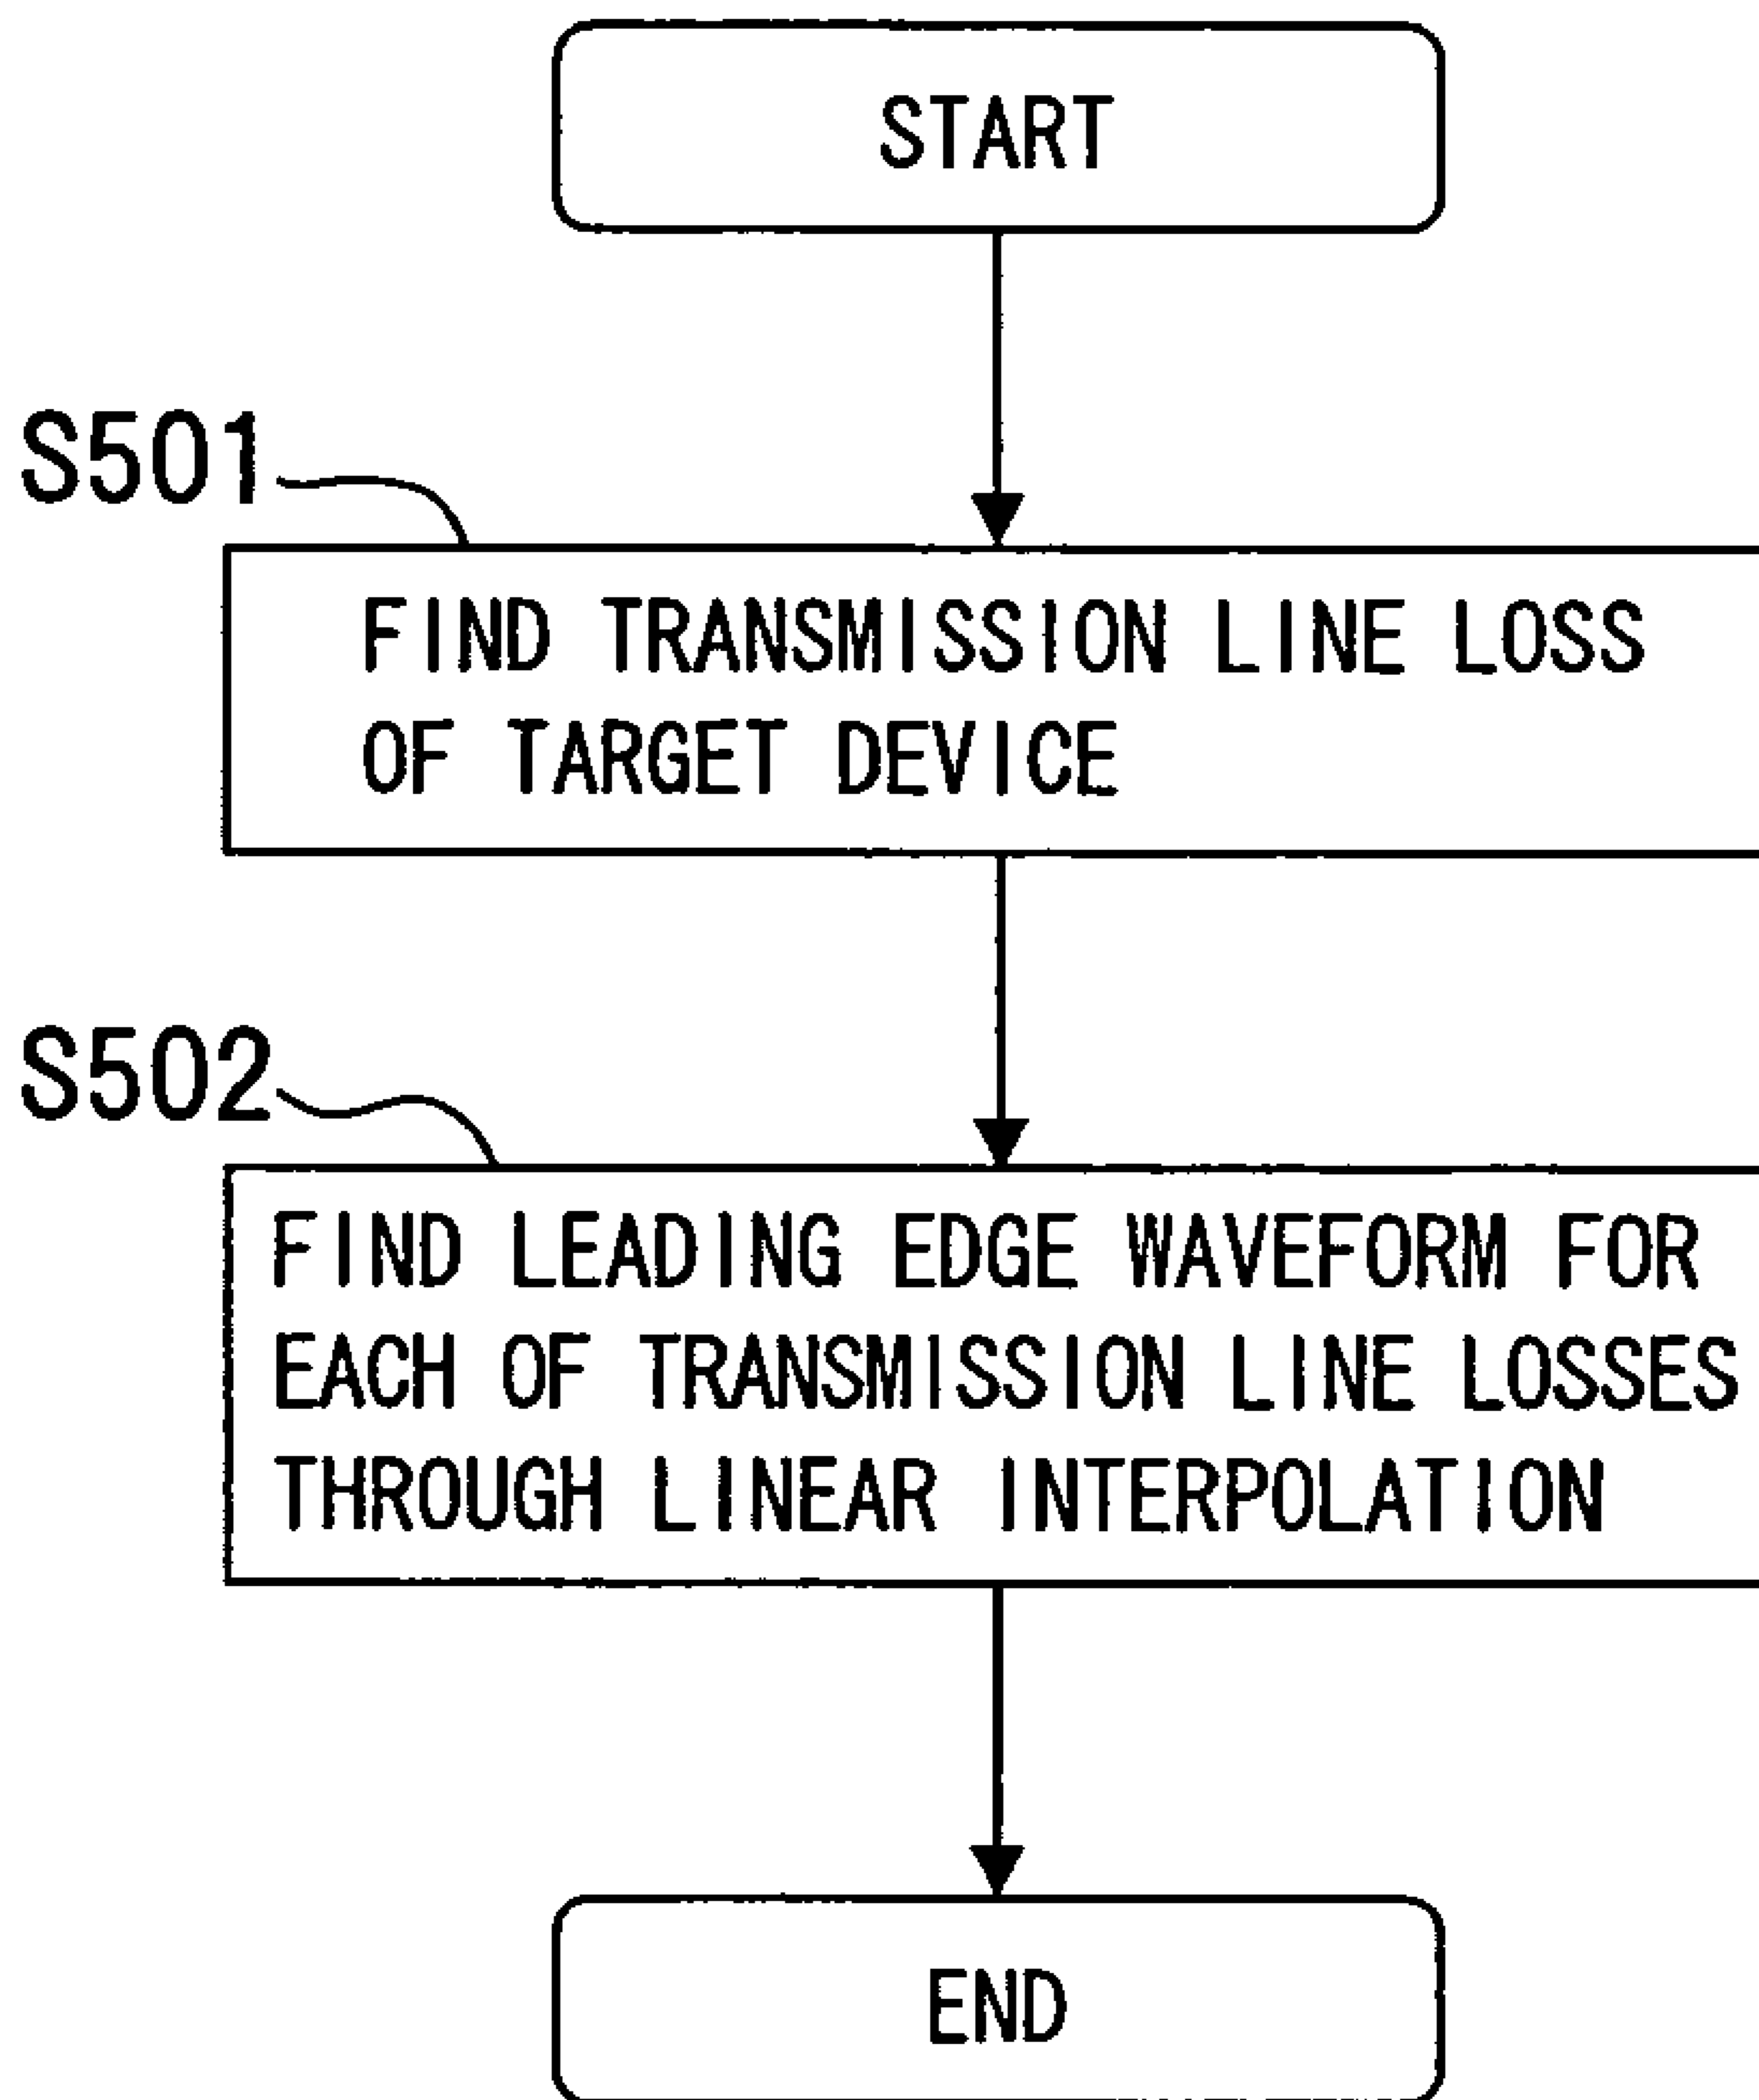 START
S501
FIND TRANSMISSION LINE LOSS
OF TARGET DEVICE
S502
FIND LEADING EDGE WAVEFORM FOR
EACH OF TRANSMISSION LINE LOSSES
THROUGH LINEAR INTERPOLATION
END